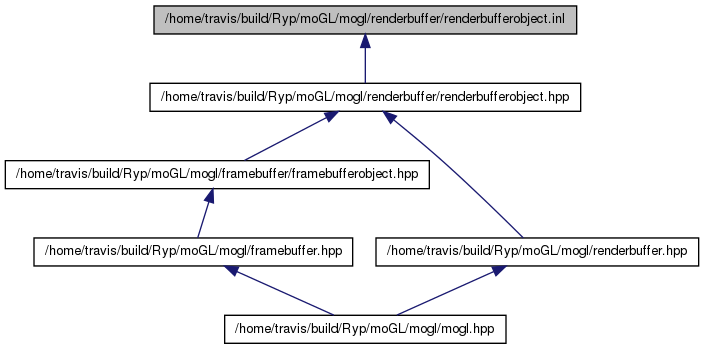 /home/travis/build/Ryp/moGL/mogl/renderbuffer/renderbufferobject.inl
/home/travis/build/Ryp/moGL/mogl/renderbuffer/renderbufferobject.hpp
/home/travis/build/Ryp/moGL/mogl/framebuffer/framebufferobject.hpp
/home/travis/build/Ryp/moGL/mogl/framebuffer.hpp
/home/travis/build/Ryp/moGL/mogl/renderbuffer.hpp
/home/travis/build/Ryp/moGL/mogl/mogl.hpp